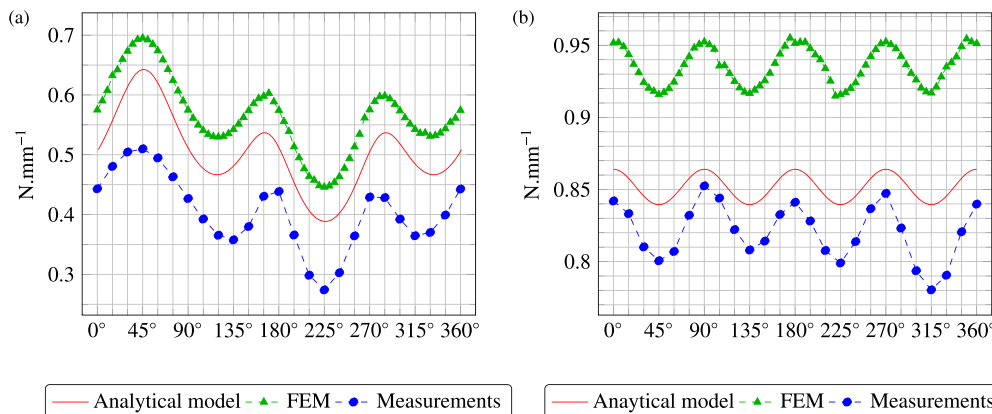 (a)
N.mm⁻¹
0.7
0.6
0.5
0.4
0.3
0° 45° 90° 135° 180° 225° 270° 315° 360°
Analytical model FEM Measurements
(b)
N.mm⁻¹
0.95
0.9
0.85
0.8
0° 45° 90° 135° 180° 225° 270° 315° 360°
Anaytical model FEM Measurements